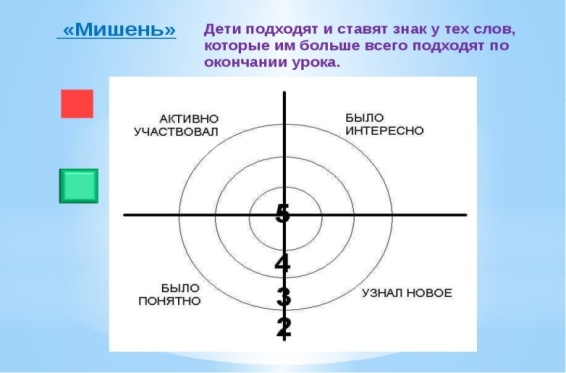 «Мишень»
Дети подходят и ставят знак у тех слов,
которые им больше всего подходят по
окончании урока.
АКТИВНО
УЧАСТВОВАЛ
БЫЛО
ИНТЕРЕСНО
5
4
3
2
БЫЛО
ПОНЯТНО
УЗНАЛ НОВОЕ